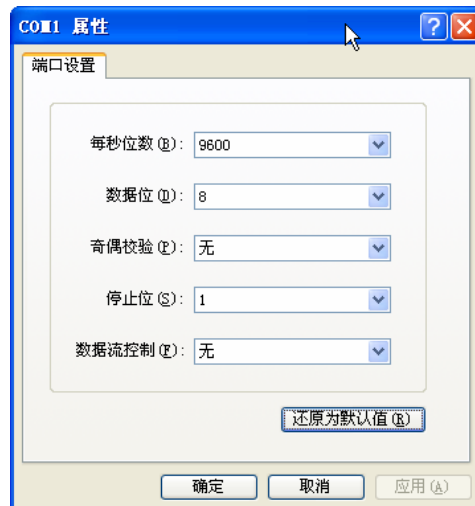 COM1 属性
端口设置
每秒位数(B): 9600
数据位(D): 8
奇偶校验(P): 无
停止位(S): 1
数据流控制(F): 无
还原为默认值(R)
确定 取消 应用(A)